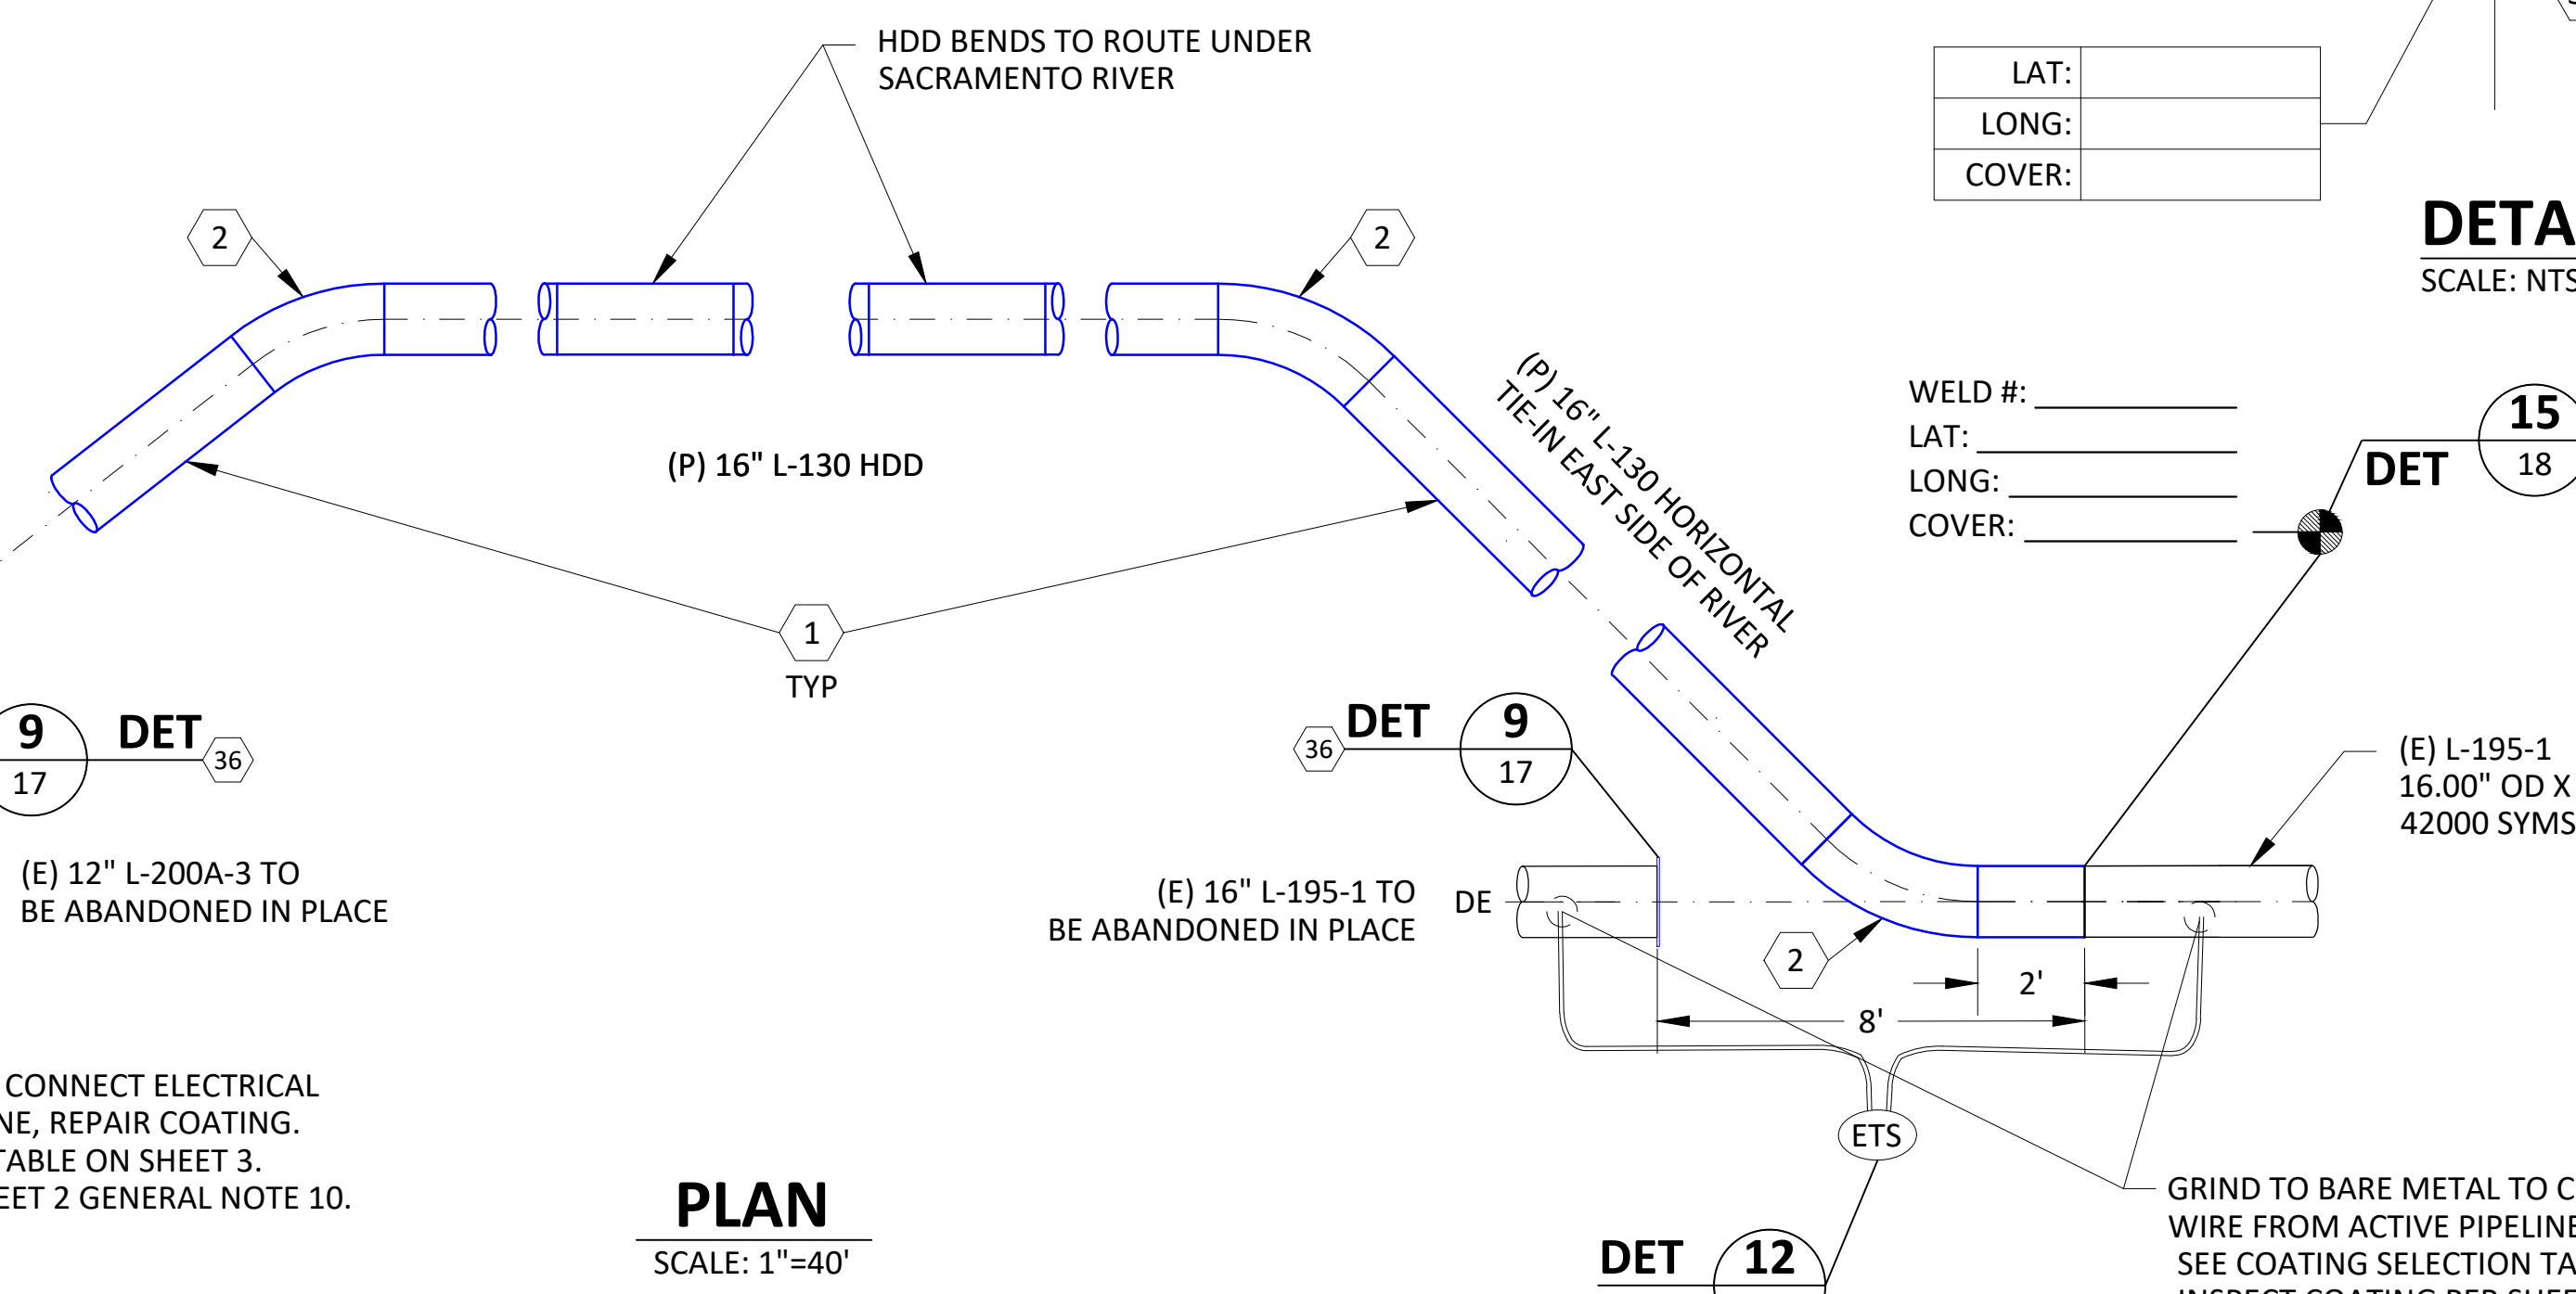 HDD BENDS TO ROUTE UNDER
SACRAMENTO RIVER
LAT:
LONG:
COVER:
SCALE: NTS
2
2
(P) 16" L-130 HDD
(P) 16" L-130 HORIZONTAL
TIE-IN EAST SIDE OF RIVER
WELD #:
LAT:
LONG:
COVER:
15
DET
18
1
TYP
9
DET
36
17
36
DET
9
17
(E) L-195-1
16.00" OD X
42000 SYMS
(E) 12" L-200A-3 TO
BE ABANDONED IN PLACE
(E) 16" L-195-1 TO
BE ABANDONED IN PLACE
DE
2
2'
8'
CONNECT ELECTRICAL
REPAIR COATING.
TABLE ON SHEET 3.
2 GENERAL NOTE 10.
ETS
PLAN
SCALE: 1"=40'
GRIND TO BARE METAL TO
WIRE FROM ACTIVE PIPELINE
SEE COATING SELECTION
DET
12